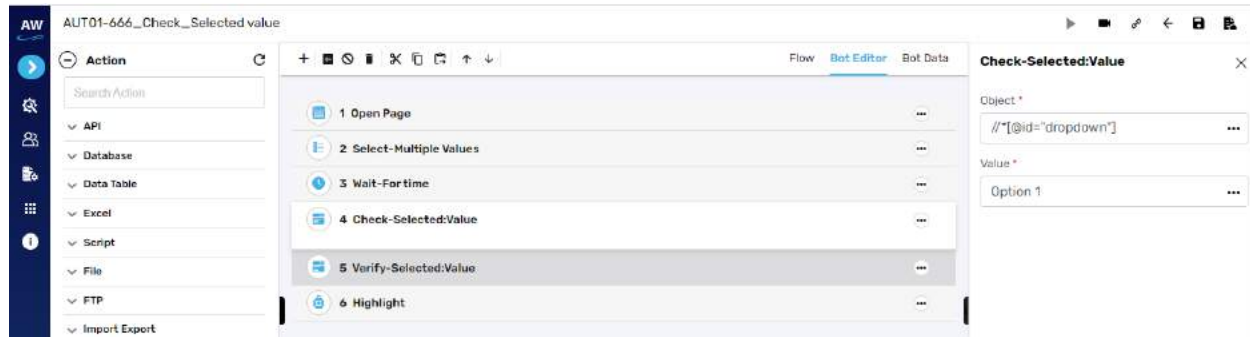 AW
AUT01-666_Check_Selected value
Action
Search Action
API
Database
Data Table
Excel
Script
File
FTP
Import Export
Flow
Bot Editor
Bot Data
1 Open Page
2 Select-Multiple Values
3 Wait-For time
4 Check-Selected:Value
5 Verify-Selected:Value
6 Highlight
Check-Selected:Value
Object *
//*[@id="dropdown"]
Value *
Option 1